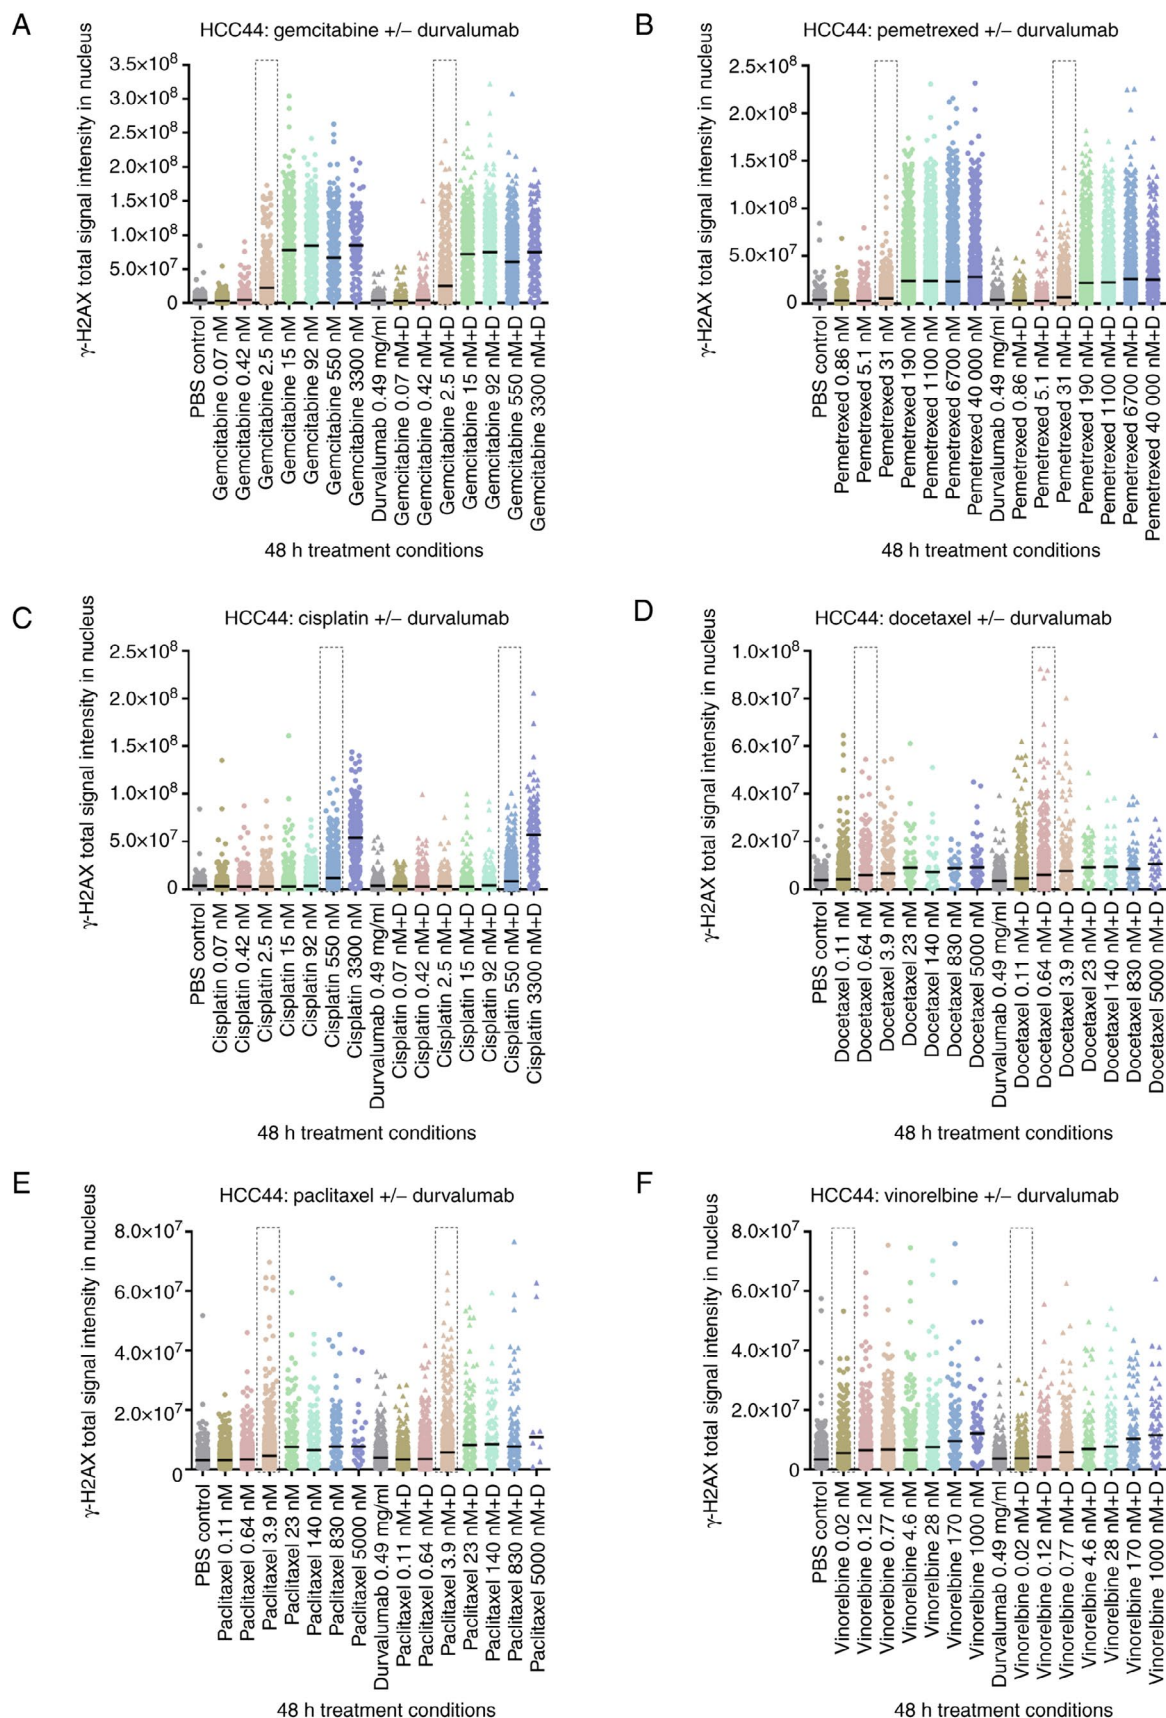 A
HCC44: gemcitabine +/− durvalumab
γ-H2AX total signal intensity in nucleus
3.5×10⁸
3.0×10⁸
2.5×10⁸
2.0×10⁸
1.5×10⁸
1.0×10⁸
5.0×10⁷
0
PBS control
Gemcitabine 0.07 nM
Gemcitabine 0.42 nM
Gemcitabine 2.5 nM
Gemcitabine 15 nM
Gemcitabine 92 nM
Gemcitabine 550 nM
Gemcitabine 3300 nM
Durvalumab 0.49 mg/ml
Gemcitabine 0.07 nM+D
Gemcitabine 0.42 nM+D
Gemcitabine 2.5 nM+D
Gemcitabine 15 nM+D
Gemcitabine 92 nM+D
Gemcitabine 550 nM+D
Gemcitabine 3300 nM+D
48 h treatment conditions
B
HCC44: pemetrexed +/− durvalumab
γ-H2AX total signal intensity in nucleus
2.5×10⁸
2.0×10⁸
1.5×10⁸
1.0×10⁸
5.0×10⁷
0
PBS control
Pemetrexed 0.86 nM
Pemetrexed 5.1 nM
Pemetrexed 31 nM
Pemetrexed 190 nM
Pemetrexed 1100 nM
Pemetrexed 6700 nM
Pemetrexed 40 000 nM
Durvalumab 0.49 mg/ml
Pemetrexed 0.86 nM+D
Pemetrexed 5.1 nM+D
Pemetrexed 31 nM+D
Pemetrexed 190 nM+D
Pemetrexed 1100 nM+D
Pemetrexed 6700 nM+D
Pemetrexed 40 000 nM+D
48 h treatment conditions
C
HCC44: cisplatin +/− durvalumab
γ-H2AX total signal intensity in nucleus
2.5×10⁸
2.0×10⁸
1.5×10⁸
1.0×10⁸
5.0×10⁷
0
PBS control
Cisplatin 0.07 nM
Cisplatin 0.42 nM
Cisplatin 2.5 nM
Cisplatin 15 nM
Cisplatin 92 nM
Cisplatin 550 nM
Cisplatin 3300 nM
Durvalumab 0.49 mg/ml
Cisplatin 0.07 nM+D
Cisplatin 0.42 nM+D
Cisplatin 2.5 nM+D
Cisplatin 15 nM+D
Cisplatin 92 nM+D
Cisplatin 550 nM+D
Cisplatin 3300 nM+D
48 h treatment conditions
D
HCC44: docetaxel +/− durvalumab
γ-H2AX total signal intensity in nucleus
1.0×10⁸
8.0×10⁷
6.0×10⁷
4.0×10⁷
2.0×10⁷
0
PBS control
Docetaxel 0.11 nM
Docetaxel 0.64 nM
Docetaxel 3.9 nM
Docetaxel 23 nM
Docetaxel 140 nM
Docetaxel 830 nM
Docetaxel 5000 nM
Durvalumab 0.49 mg/ml
Docetaxel 0.11 nM+D
Docetaxel 0.64 nM+D
Docetaxel 3.9 nM+D
Docetaxel 23 nM+D
Docetaxel 140 nM+D
Docetaxel 830 nM+D
Docetaxel 5000 nM+D
48 h treatment conditions
E
HCC44: paclitaxel +/− durvalumab
γ-H2AX total signal intensity in nucleus
8.0×10⁷
6.0×10⁷
4.0×10⁷
2.0×10⁷
0
PBS control
Paclitaxel 0.11 nM
Paclitaxel 0.64 nM
Paclitaxel 3.9 nM
Paclitaxel 23 nM
Paclitaxel 140 nM
Paclitaxel 830 nM
Paclitaxel 5000 nM
Durvalumab 0.49 mg/ml
Paclitaxel 0.11 nM+D
Paclitaxel 0.64 nM+D
Paclitaxel 3.9 nM+D
Paclitaxel 23 nM+D
Paclitaxel 140 nM+D
Paclitaxel 830 nM+D
Paclitaxel 5000 nM+D
48 h treatment conditions
F
HCC44: vinorelbine +/− durvalumab
γ-H2AX total signal intensity in nucleus
8.0×10⁷
6.0×10⁷
4.0×10⁷
2.0×10⁷
0
PBS control
Vinorelbine 0.02 nM
Vinorelbine 0.12 nM
Vinorelbine 0.77 nM
Vinorelbine 4.6 nM
Vinorelbine 28 nM
Vinorelbine 170 nM
Vinorelbine 1000 nM
Durvalumab 0.49 mg/ml
Vinorelbine 0.02 nM+D
Vinorelbine 0.12 nM+D
Vinorelbine 0.77 nM+D
Vinorelbine 4.6 nM+D
Vinorelbine 28 nM+D
Vinorelbine 170 nM+D
Vinorelbine 1000 nM+D
48 h treatment conditions